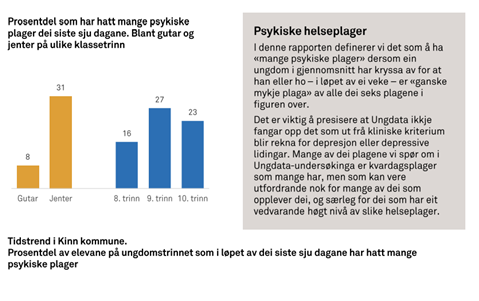 Prosentdel som har hatt mange psykiske
plager dei siste sju dagane. Blant gutar og
jenter på ulike klassetrinn
31
27
23
16
8
Gutar
Jenter
8. trinn
9. trinn
10. trinn
Psykiske helseplager
I denne rapporten definerer vi det som å ha
«mange psykiske plager» dersom ein
ungdom i gjennomsnitt har kryssa av for at
han eller ho – i løpet av ei veke – er «ganske
mykje plaga» av alle dei seks plagene i
figuren over.
Det er viktig å presisere at Ungdata ikkje
fangar opp det som ut frå kliniske kriterium
blir rekna for depresjon eller depressive
lidingar. Mange av dei plagene vi spør om i
Ungdata-undersøkinga er kvardagsplager
som mange har, men som kan vere
utfordrande nok for mange av dei som
opplever dei, og særleg for dei som har eit
vedvarande høgt nivå av slike helseplager.
Tidstrend i Kinn kommune.
Prosentdel av elevane på ungdomstrinnet som i løpet av dei siste sju dagane har hatt mange
psykiske plager